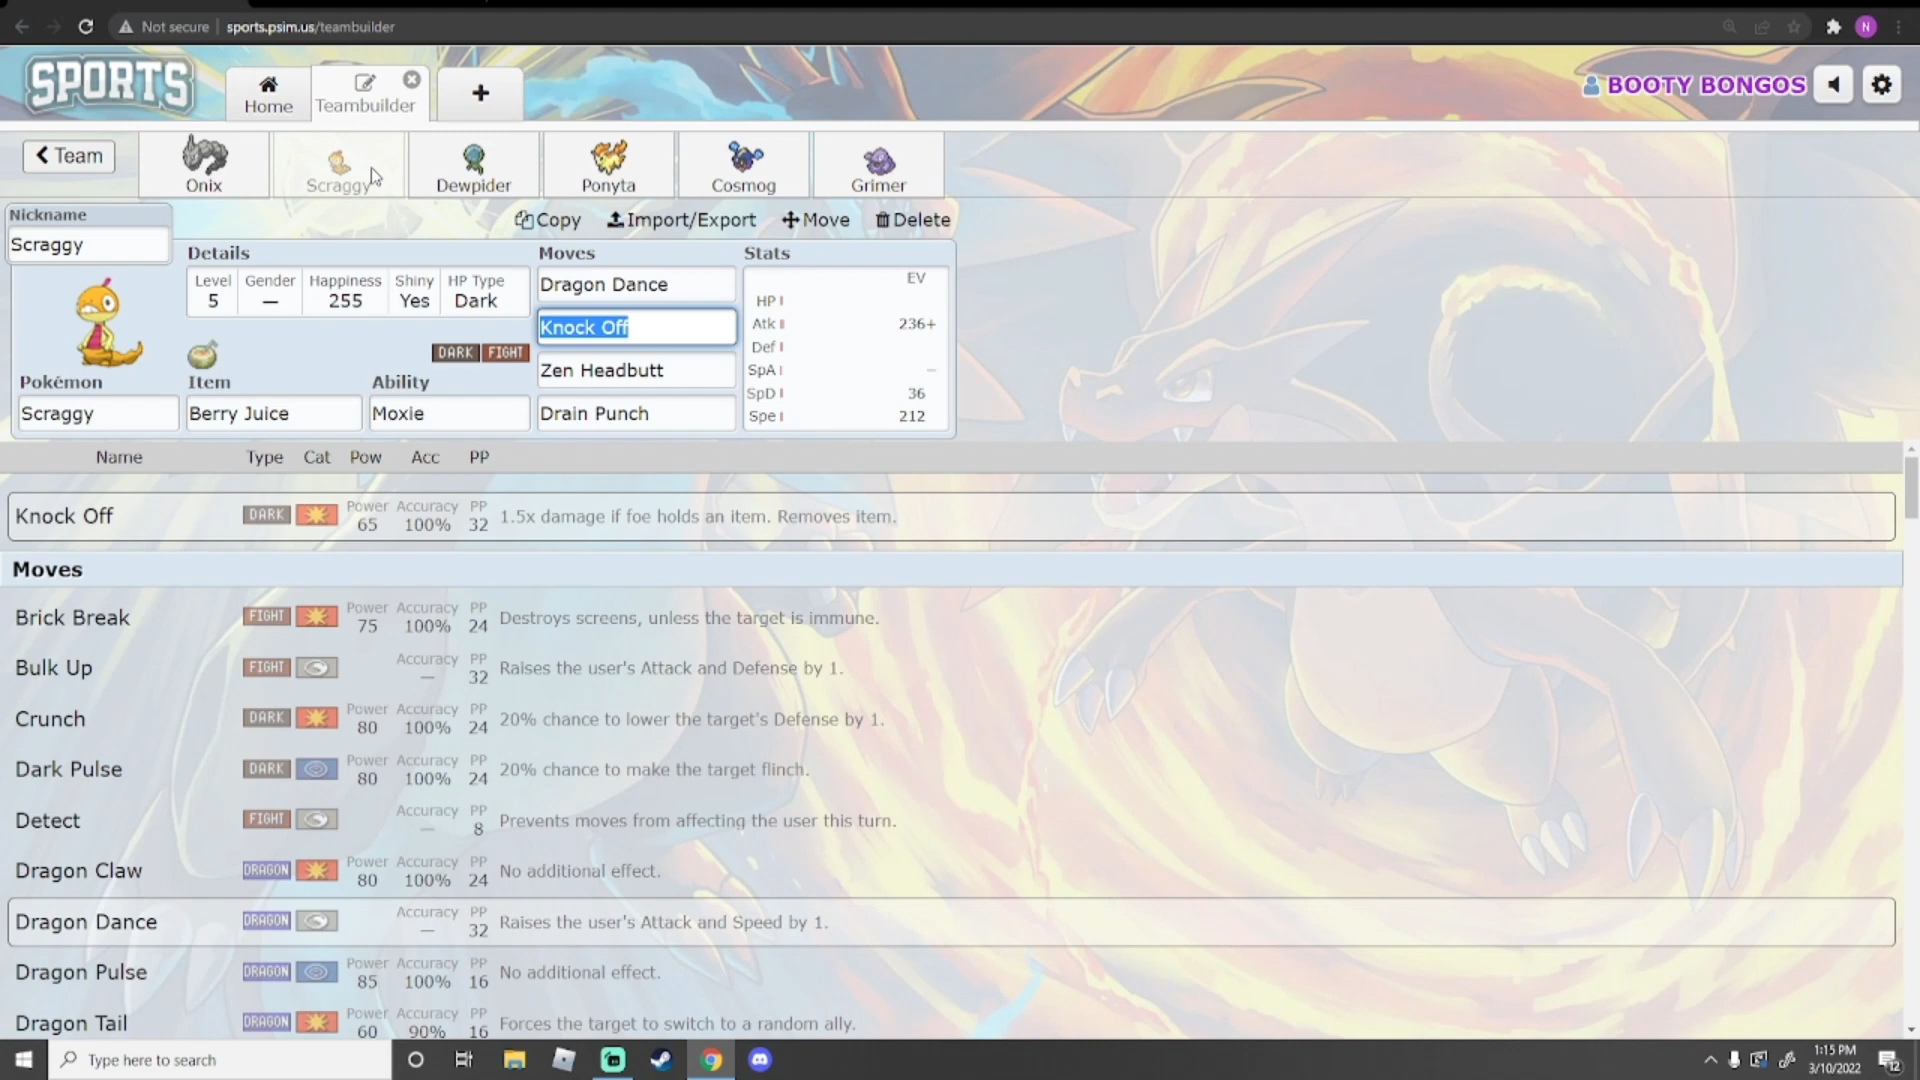 Not secure | sports.psim.us/teambuilder
N
SPORTS
Home
Teambuilder
BOOTY BONGOS
Team
Onix
Scraggy
Dewpider
Ponyta
Cosmog
Grimer
Copy
Import/Export
Move
Delete
Nickname
Scraggy
Details
Level
5
Gender
—
Happiness
255
Shiny
Yes
HP Type
Dark
DARK FIGHT
Pokémon
Scraggy
Item
Berry Juice
Ability
Moxie
Moves
Dragon Dance
Knock Off
Zen Headbutt
Drain Punch
Stats
EV
HP
Atk 236+
Def
SpA –
SpD 36
Spe 212
Name Type Cat Pow Acc PP
Knock Off DARK Power 65 Accuracy 100% PP 32 1.5x damage if foe holds an item. Removes item.
Moves
Brick Break FIGHT Power 75 Accuracy 100% PP 24 Destroys screens, unless the target is immune.
Bulk Up FIGHT Accuracy — PP 32 Raises the user's Attack and Defense by 1.
Crunch DARK Power 80 Accuracy 100% PP 24 20% chance to lower the target's Defense by 1.
Dark Pulse DARK Power 80 Accuracy 100% PP 24 20% chance to make the target flinch.
Detect FIGHT Accuracy — PP 8 Prevents moves from affecting the user this turn.
Dragon Claw DRAGON Power 80 Accuracy 100% PP 24 No additional effect.
Dragon Dance DRAGON Accuracy — PP 32 Raises the user's Attack and Speed by 1.
Dragon Pulse DRAGON Power 85 Accuracy 100% PP 16 No additional effect.
Dragon Tail DRAGON Power 60 Accuracy 90% PP 16 Forces the target to switch to a random ally.
Type here to search
1:15 PM
3/10/2022
12